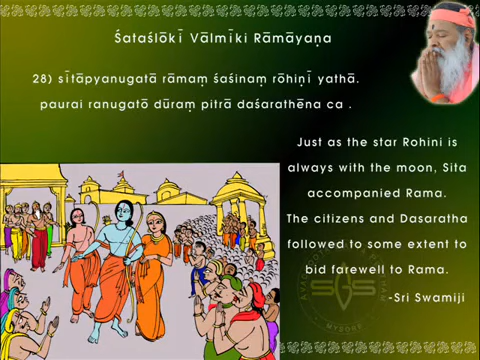 Śataślōkī Vālmīki Rāmāyaṇa
28) sītāpyanugatā rāmaṃ śaśinaṃ rōhiṇī yathā.
paurai ranugatō dūraṃ pitrā daśarathēna ca .
Just as the star Rohini is
always with the moon, Sita
accompanied Rama.
The citizens and Dasaratha
followed to some extent to
bid farewell to Rama.
-Sri Swamiji
SGS
MYSORE